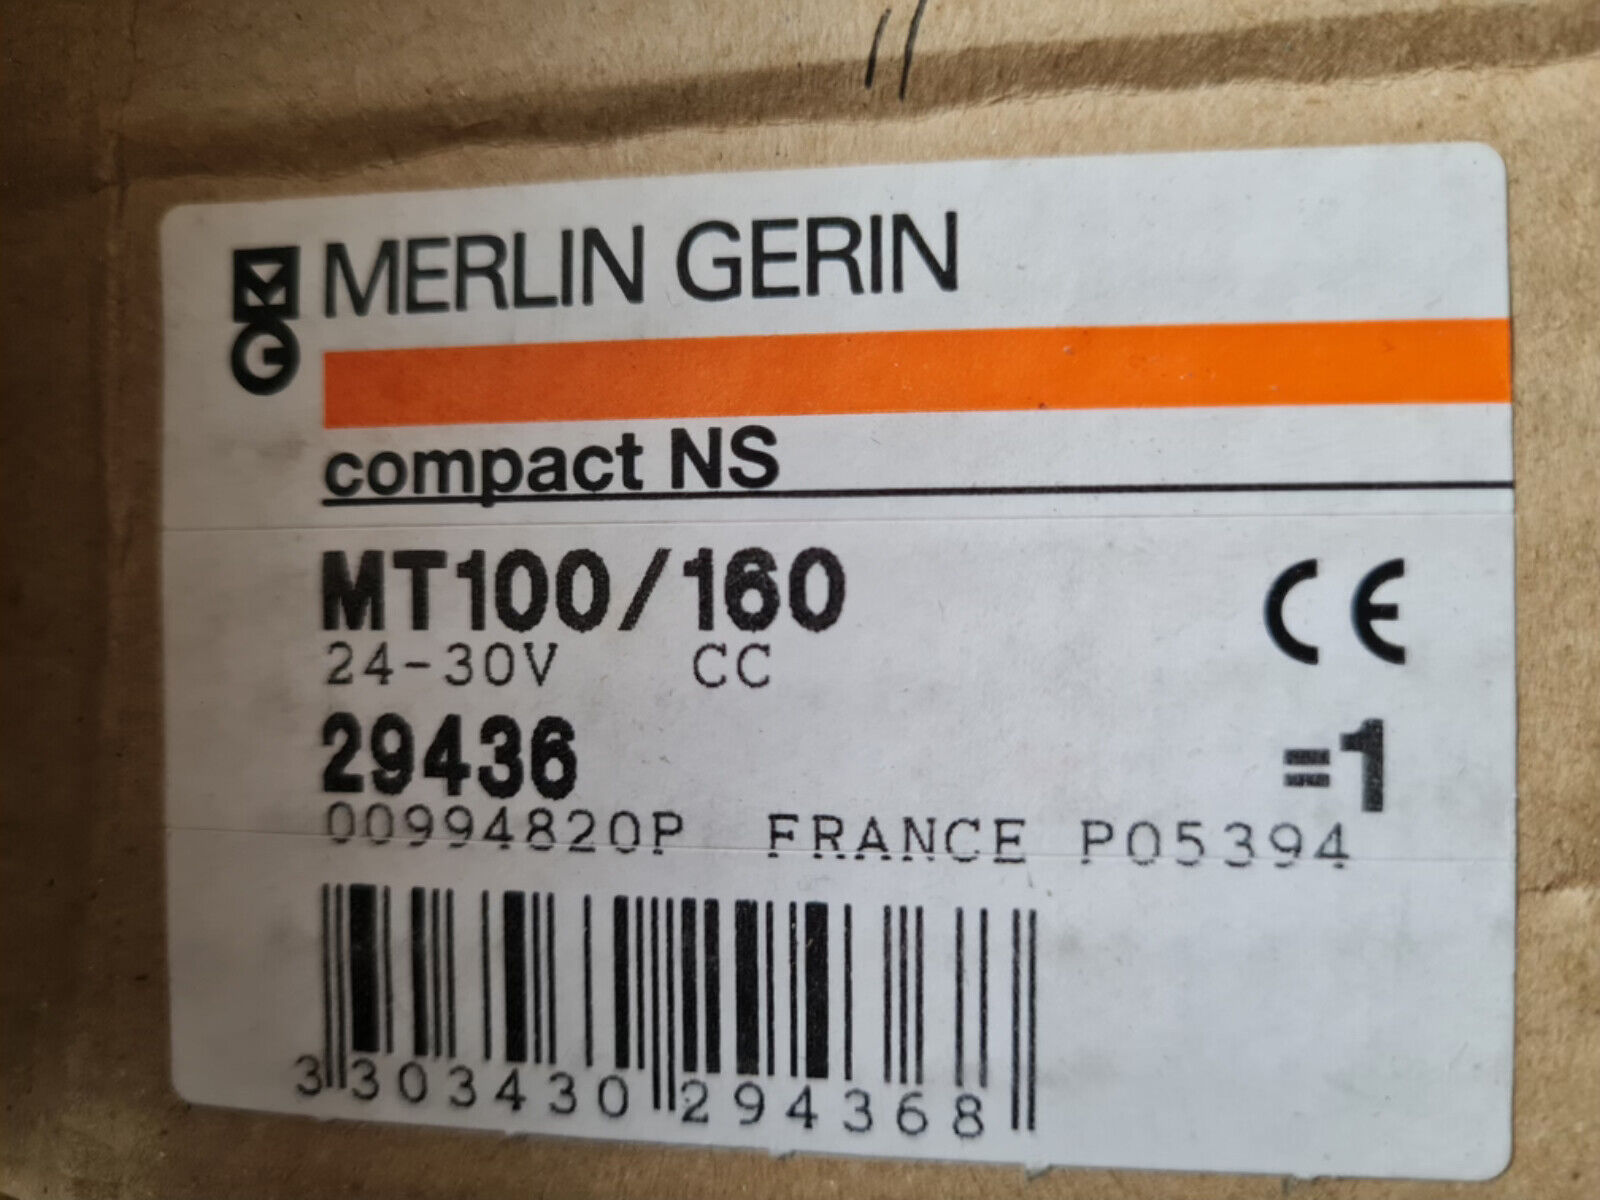 MERLIN GERIN
compact NS
MT100/160
24-30V CC
CE
29436
=1
00994820P FRANCE P05394
3 303430 294368